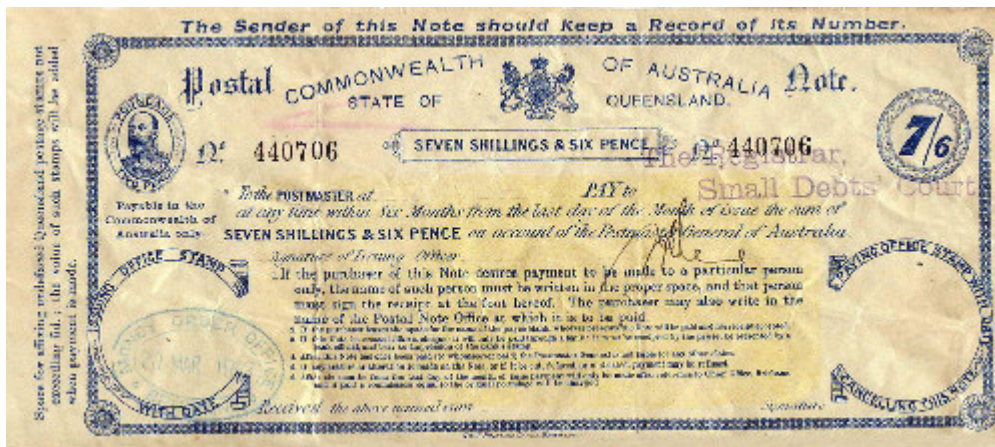 The Sender of this Note should Keep a Record of its Number.
Postal COMMONWEALTH OF AUSTRALIA Note.
STATE OF QUEENSLAND.
POUNDAGE
7/6
No. 440706 SEVEN SHILLINGS & SIX PENCE No. 440706
The Registrar,
Small Debts' Court
To the POSTMASTER at PAY to
at any time within Six Months from the last day of the Month of issue the sum of
SEVEN SHILLINGS & SIX PENCE on account of the Postmaster General of Australia
Payable in the
Commonwealth of
Australia only
Signature of Issuing Officer
If the purchaser of this Note desires payment to be made to a particular person
only, the name of such person must be written in the proper space, and that person
must sign the receipt at the foot hereof. The purchaser may also write in the
name of the Postal Note Office at which it is to be paid
ISSUING OFFICE STAMP
WITH DATE
MONEY ORDER OFFICE
PAYING OFFICE STAMP WITH DATE
CANCELLING THIS NOTE
Received the above named sum Signature
Space for affixing undefaced Queensland postage stamps not
exceeding 5d.; the value of such stamps will be added
when payment is made.